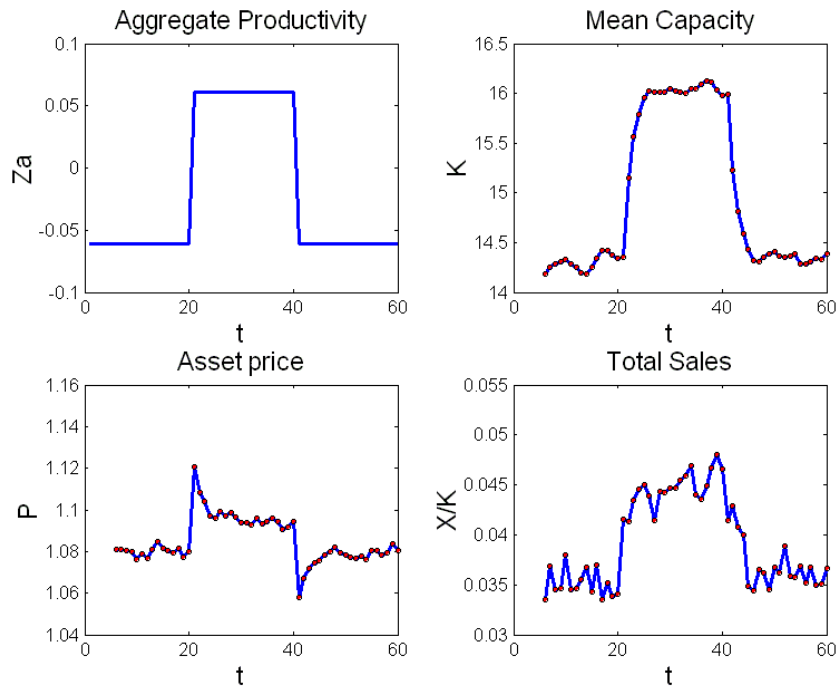 Aggregate Productivity
0.1
0.05
0
-0.05
-0.1
Za
0 20 40 60
t
Mean Capacity
16.5
16
15.5
15
14.5
14
K
0 20 40 60
t
Asset price
1.16
1.14
1.12
1.1
1.08
1.06
1.04
P
0 20 40 60
t
Total Sales
0.055
0.05
0.045
0.04
0.035
0.03
X/K
0 20 40 60
t